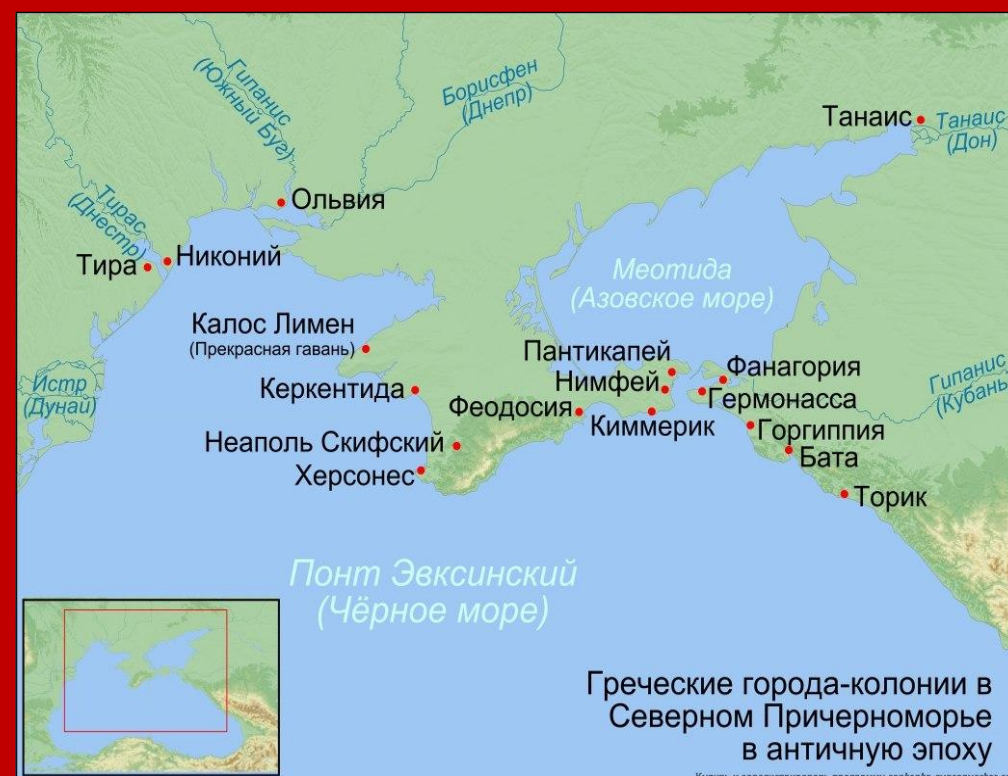 Гипанис
(Южный Буг)
Борисфен
(Днепр)
Танаис
Танаис
(Дон)
Тирас
(Днестр)
Ольвия
Никоний
Тира
Меотида
(Азовское море)
Калос Лимен
(Прекрасная гавань)
Пантикапей
Фанагория
Истр
(Дунай)
Керкентида
Нимфей
Гермонасса
Гипанис
(Кубань)
Феодосия
Киммерик
Горгиппия
Неаполь Скифский
Бата
Херсонес
Торик
Понт Эвксинский
(Чёрное море)
Греческие города-колонии в
Северном Причерноморье
в античную эпоху